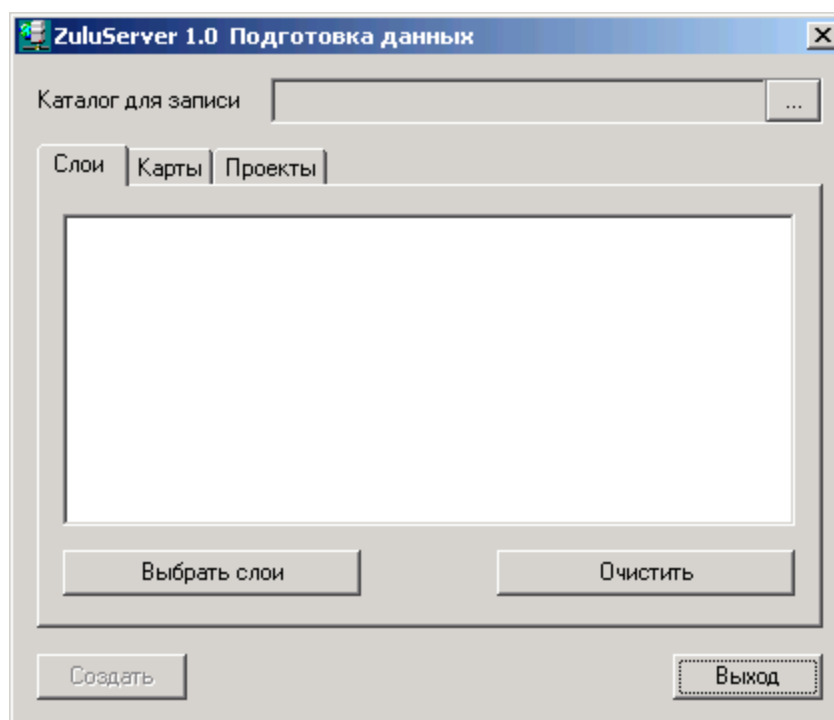 ZuluServer 1.0 Подготовка данных
Каталог для записи ...
Слои Карты Проекты
Выбрать слои Очистить
Создать Выход